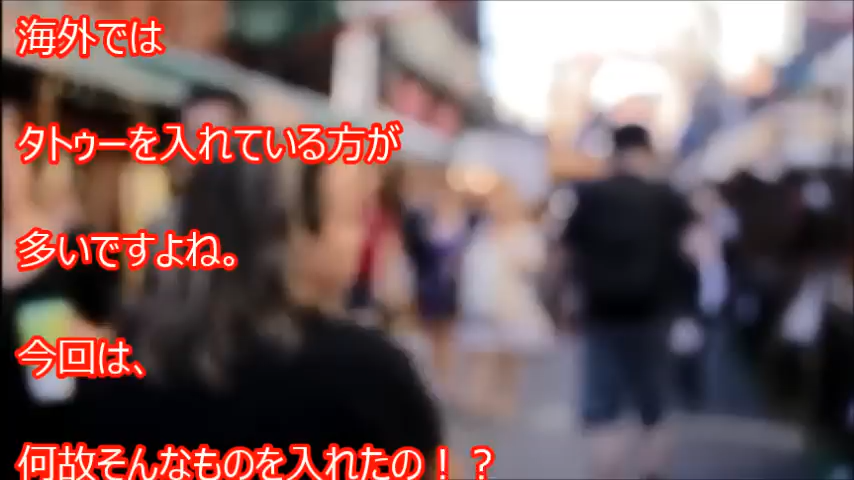 海外では
タトゥーを入れている方が
多いですよね。
今回は、
何故そんなものを入れたの！？